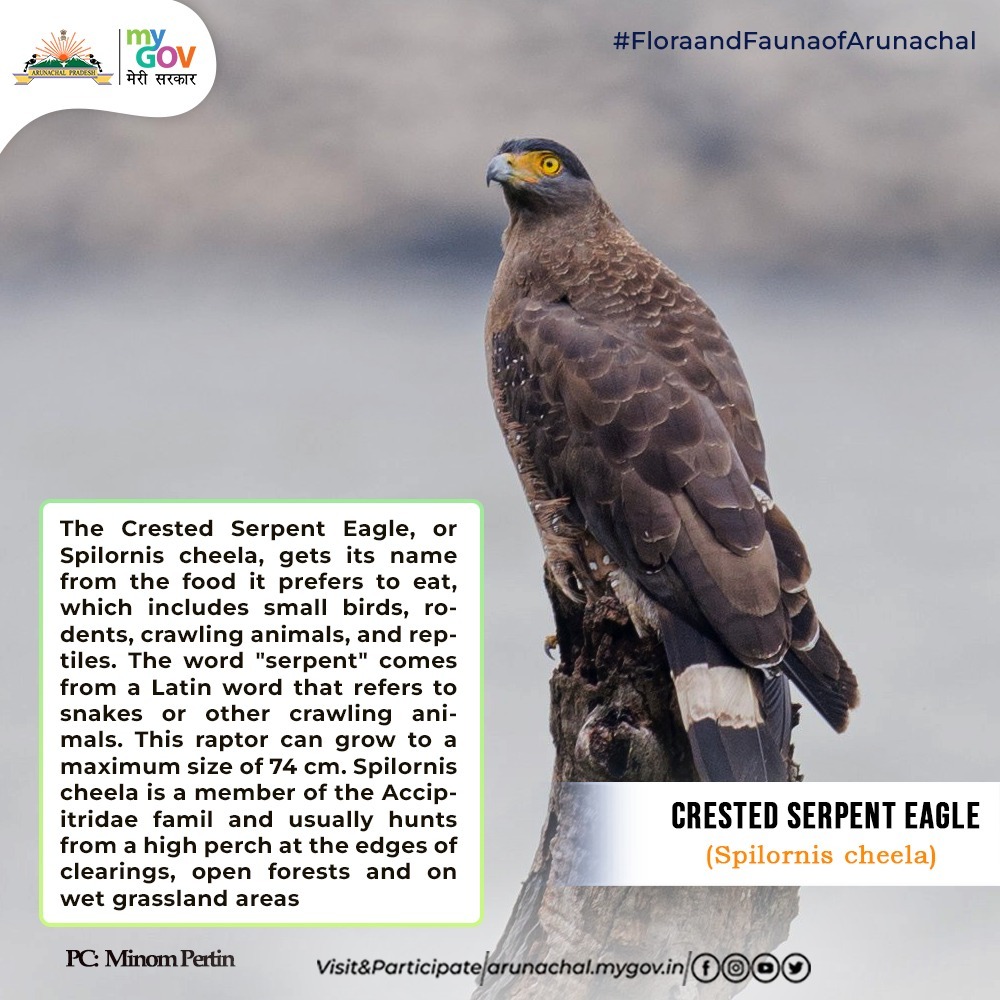 ARUNACHAL PRADESH
my
GOV
मेरी सरकार
#FloraandFaunaofArunachal
The Crested Serpent Eagle, or
Spilornis cheela, gets its name
from the food it prefers to eat,
which includes small birds, ro-
dents, crawling animals, and rep-
tiles. The word "serpent" comes
from a Latin word that refers to
snakes or other crawling ani-
mals. This raptor can grow to a
maximum size of 74 cm. Spilornis
cheela is a member of the Accip-
itridae famil and usually hunts
from a high perch at the edges of
clearings, open forests and on
wet grassland areas
CRESTED SERPENT EAGLE
(Spilornis cheela)
PC: Minom Pertin
Visit&Participate|arunachal.mygov.in|